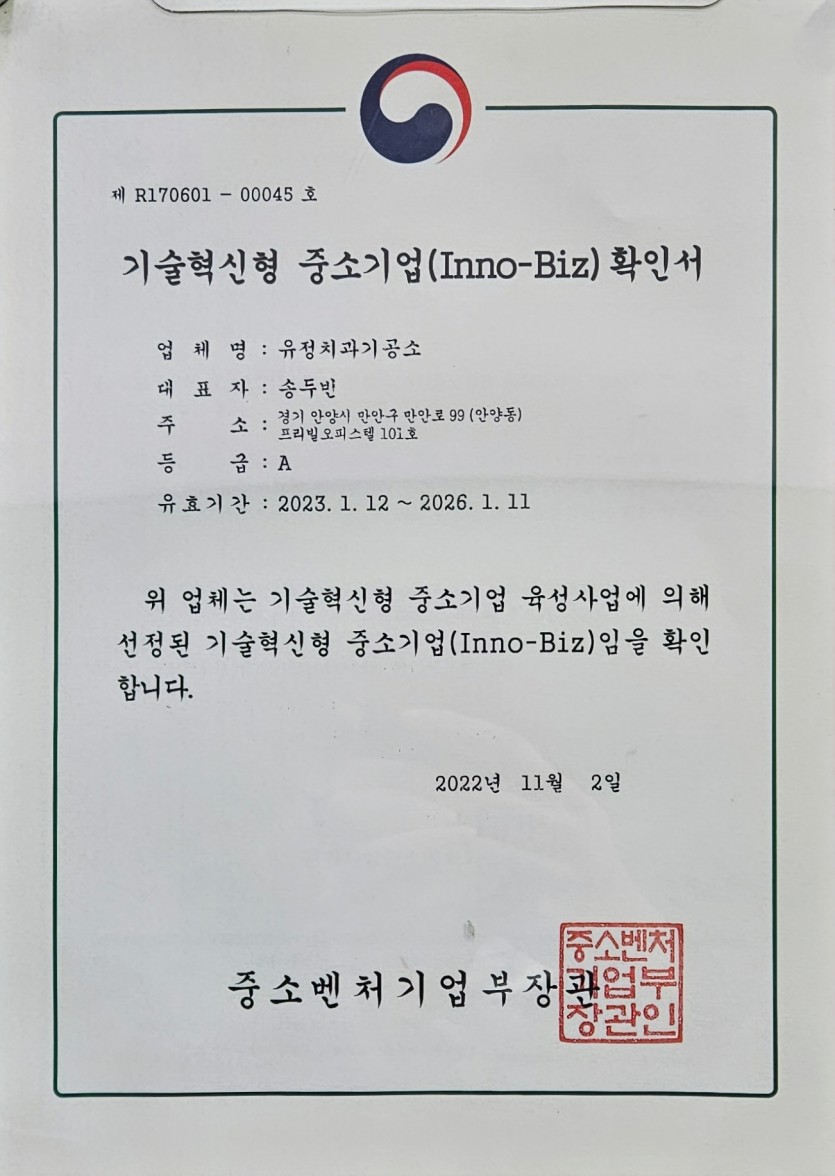 제 R170601 - 00045 호
기술혁신형 중소기업(Inno-Biz) 확인서
업 체 명 : 유정치과기공소
대 표 자 : 송두빈
주 소 : 경기 안양시 만안구 만안로 99 (안양동)
프리빌오피스텔 101호
등 급 : A
유효기간 : 2023. 1. 12 ~ 2026. 1. 11
위 업체는 기술혁신형 중소기업 육성사업에 의해
선정된 기술혁신형 중소기업(Inno-Biz)임을 확인
합니다.
2022년 11월 2일
중소벤처기업부장관
중소벤처
기업부
장관인